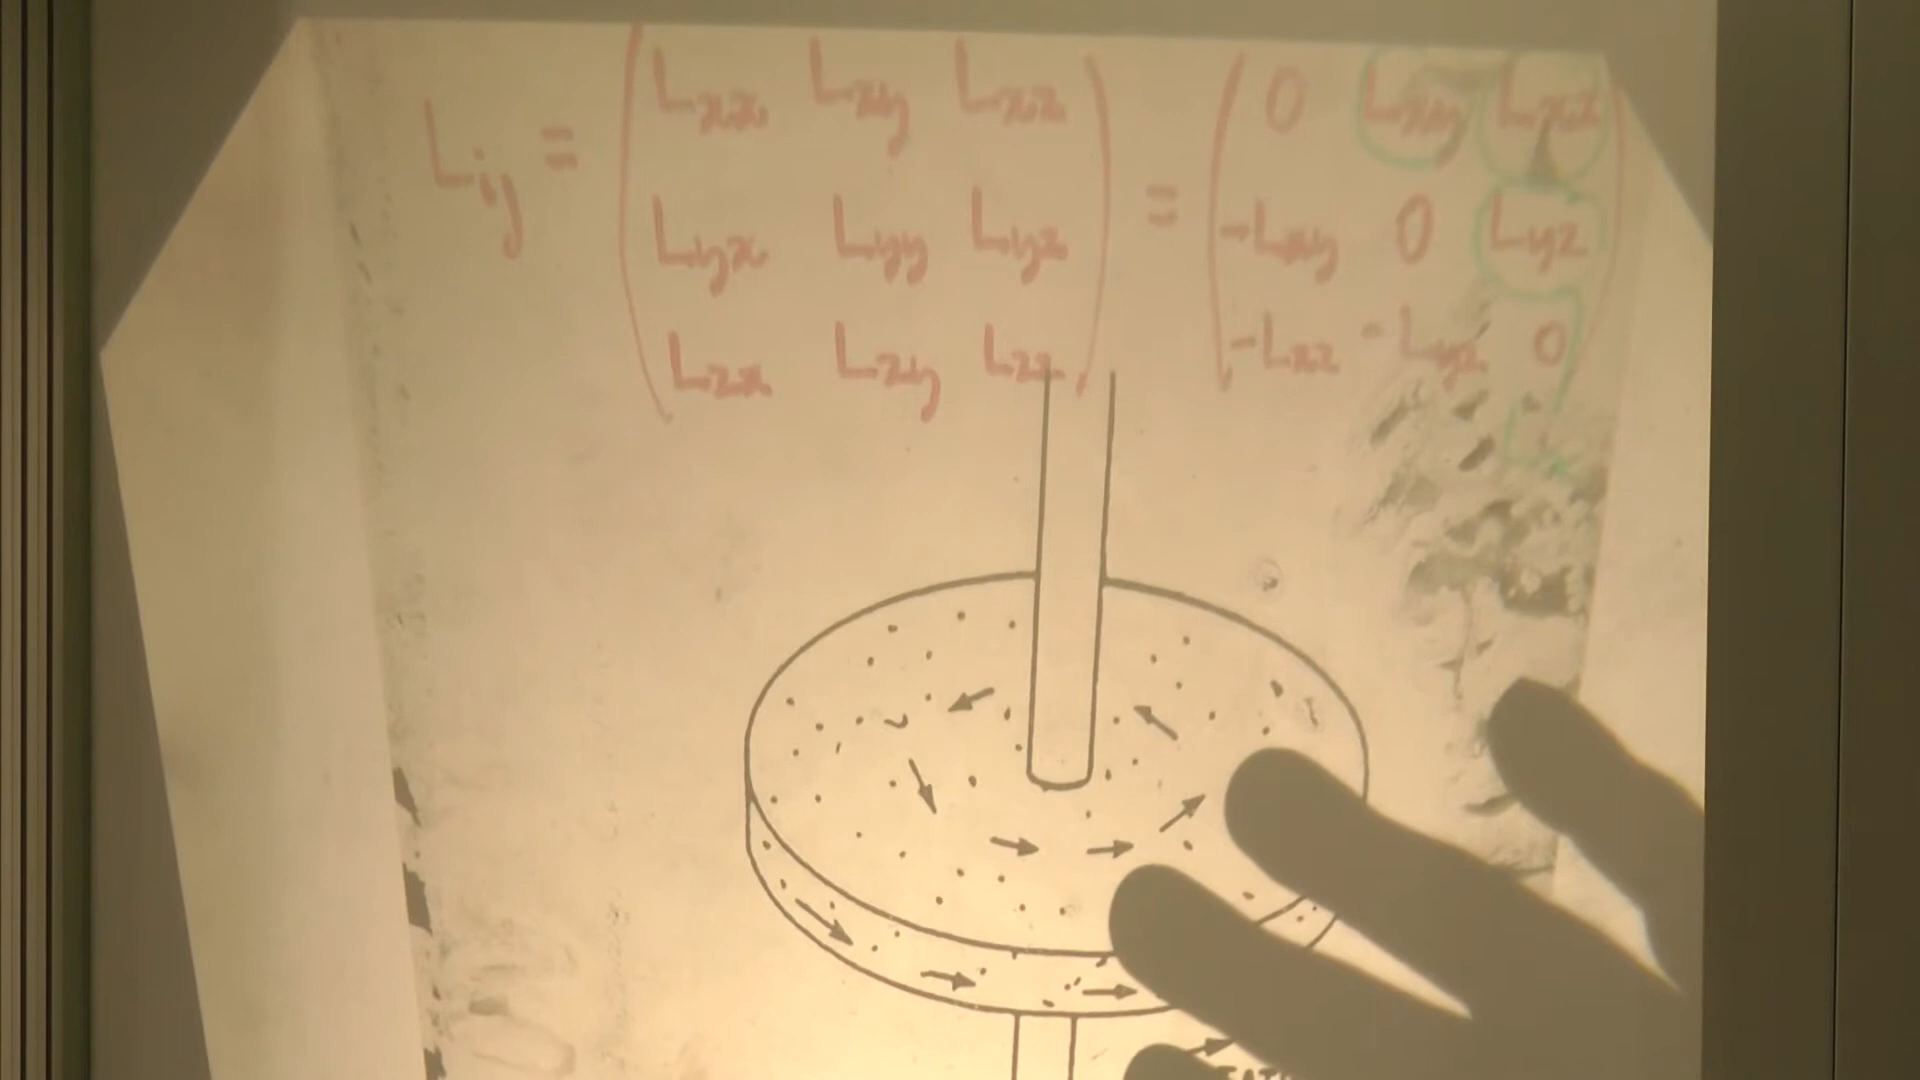 Lij = ( Lxx Lxy Lxz ) = ( 0 Lxy Lxz )
Lyx Lyy Lyz -Lxy 0 Lyz
Lzx Lzy Lzz -Lxz -Lyz 0